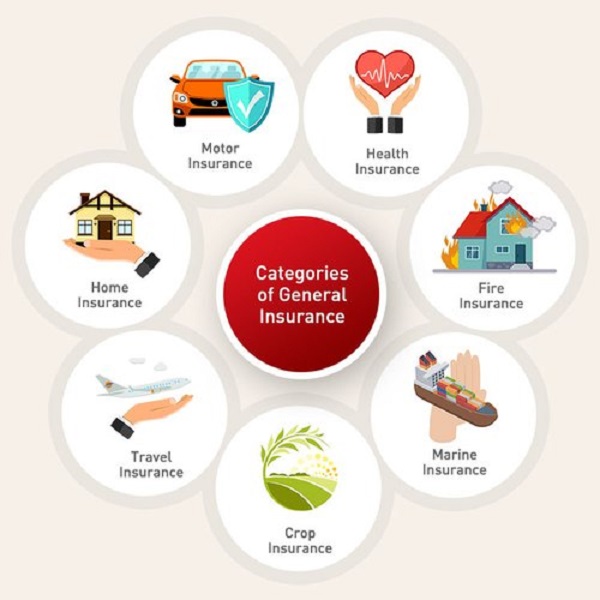 Motor
Insurance
Health
Insurance
Home
Insurance
Categories
of General
Insurance
Fire
Insurance
Travel
Insurance
Marine
Insurance
Crop
Insurance